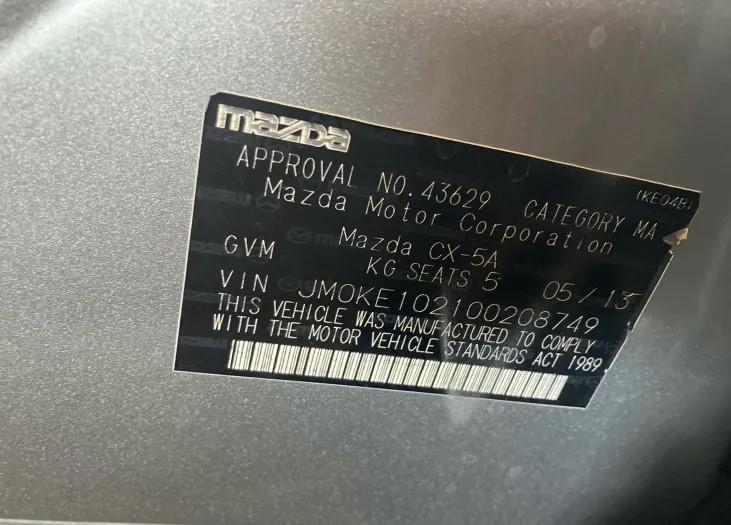 mazda
(KE04B)
APPROVAL NO.43629 CATEGORY MA
Mazda Motor Corporation
Mazda CX-5A
GVM KG SEATS 5 05/13
VIN JM0KE102100208749
THIS VEHICLE WAS MANUFACTURED TO COMPLY
WITH THE MOTOR VEHICLE STANDARDS ACT 1989.